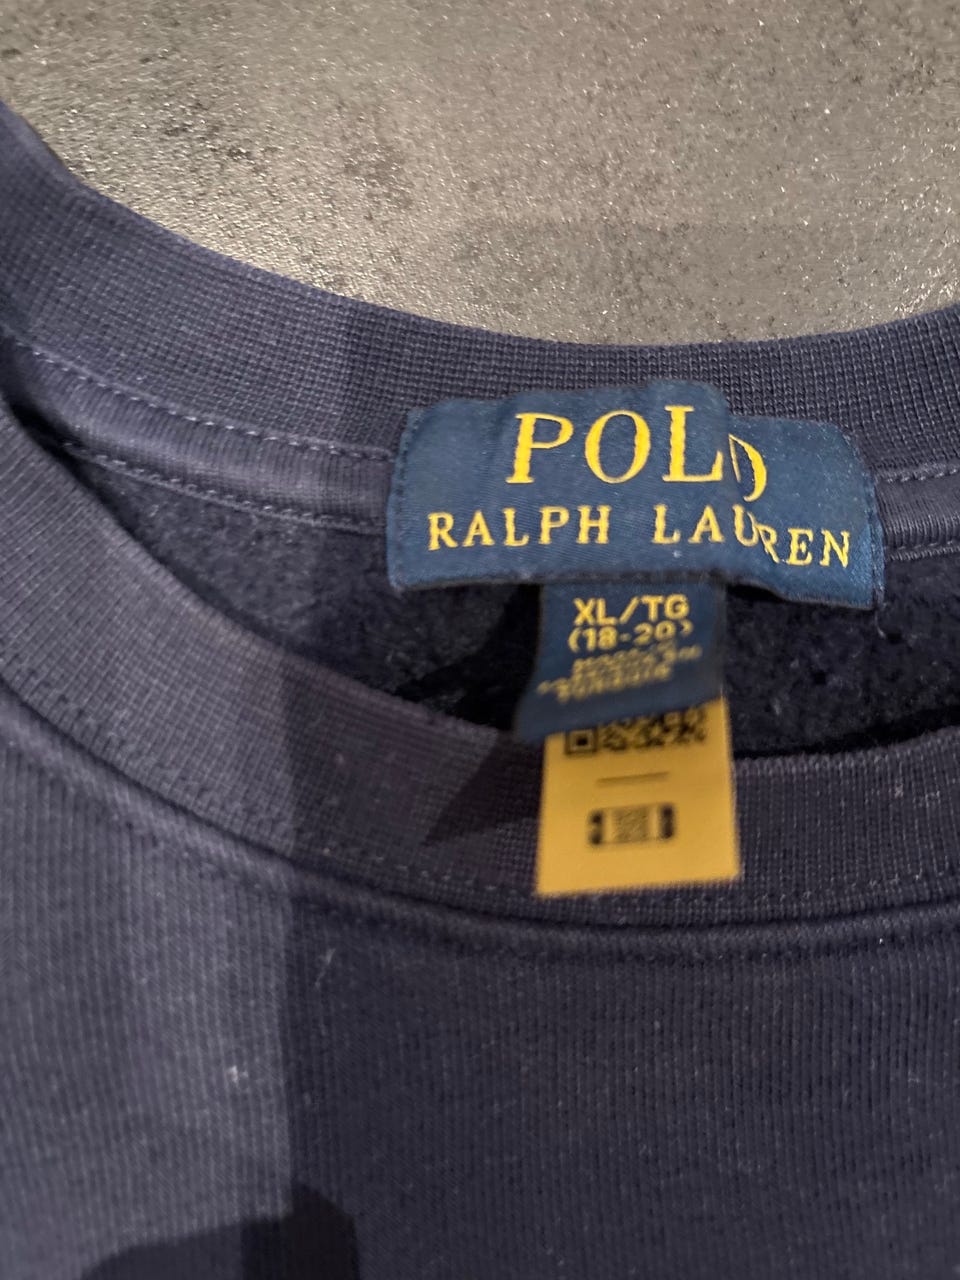 POLO
RALPH LAUREN
XL/TG
(18-20)